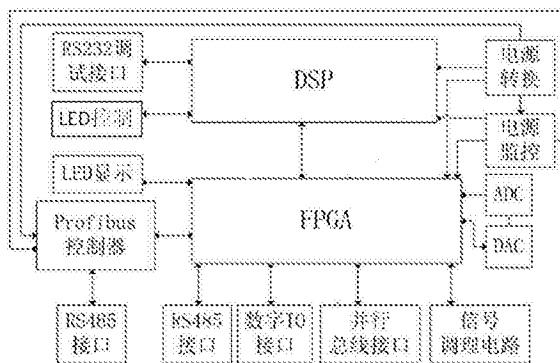 RS232调
试接口
DSP
电源
转换
LED控制
电源
监控
LED显示
FPGA
ADC
Profibus
控制器
DAC
RS485
接口
RS485
接口
数字IO
接口
并行
总线接口
信号
调理电路